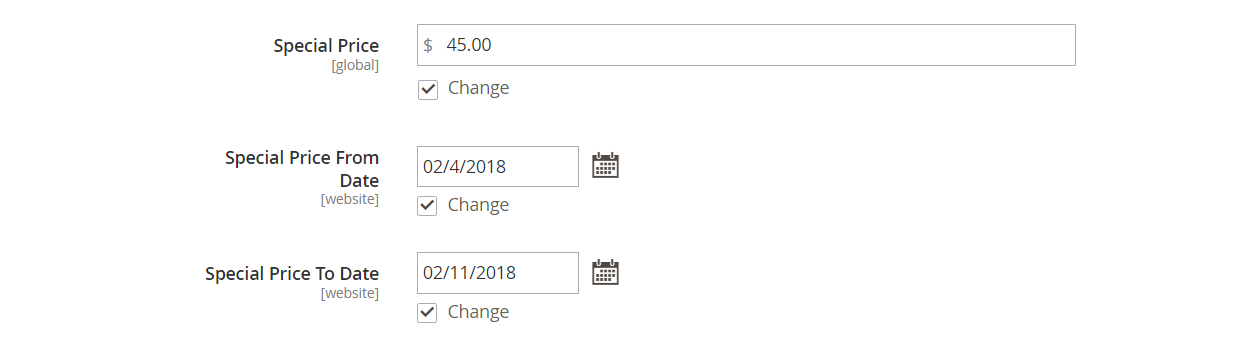 Special Price
$ 45.00
[global]
Change
Special Price From
Date
02/4/2018
[website]
Change
Special Price To Date
02/11/2018
[website]
Change